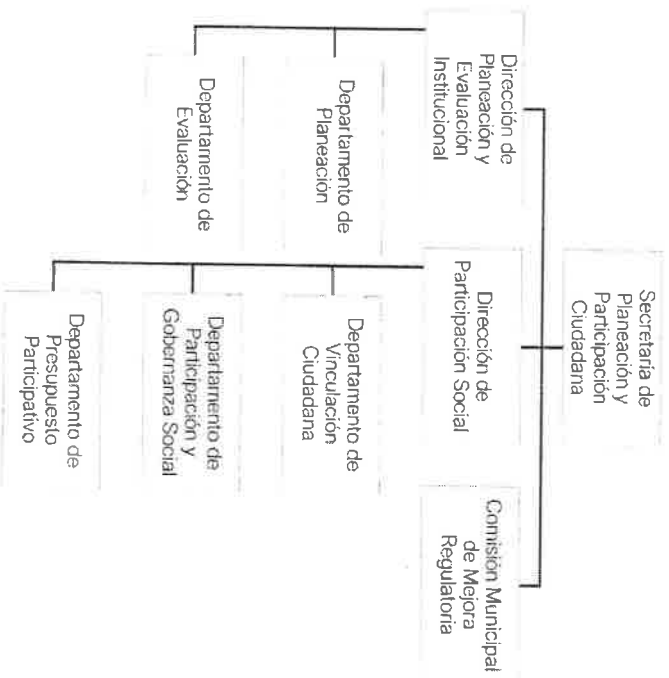 Secretaría de
Planeación y
Participación
Ciudadana
Dirección de
Planeación y
Evaluación
Institucional
Departamento de
Planeación
Departamento de
Evaluación
Dirección de
Participación Social
Departamento de
Vinculación
Ciudadana
Departamento de
Participación y
Gobernanza Social
Departamento de
Presupuesto
Participativo
Comisión Municipal
de Mejora
Regulatoria